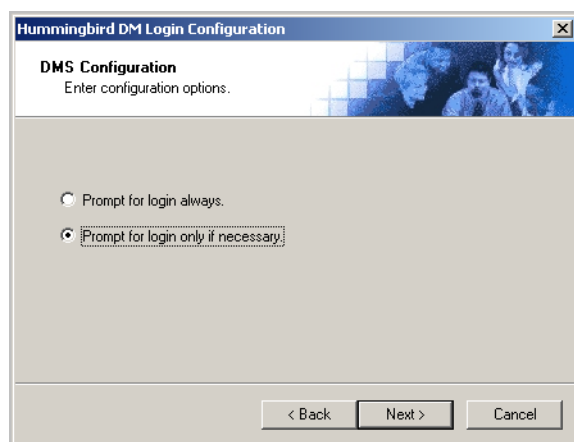 Hummingbird DM Login Configuration
DMS Configuration
Enter configuration options.
Prompt for login always.
Prompt for login only if necessary.
< Back Next > Cancel